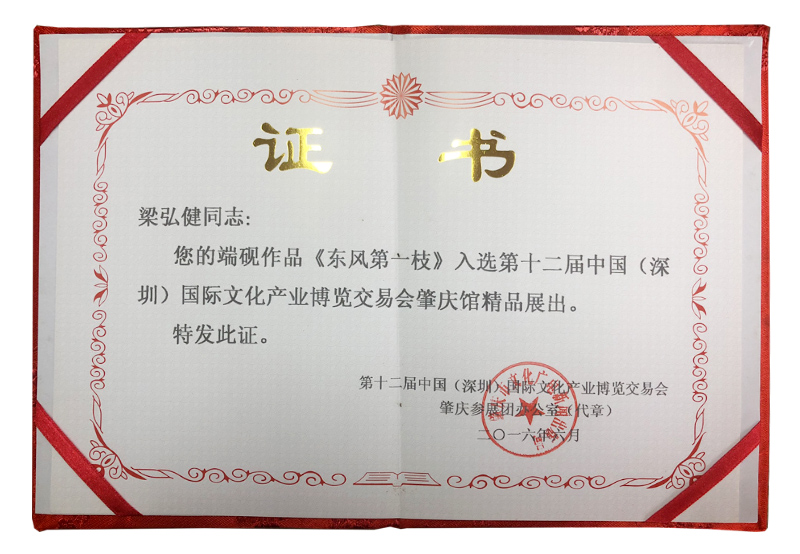 证 书
梁弘健同志:
您的端砚作品《东风第一枝》入选第十二届中国（深
圳）国际文化产业博览交易会肇庆馆精品展出。
特发此证。
第十二届中国（深圳）国际文化产业博览交易会
肇庆参展团办公室（代章）
二〇一六年六月